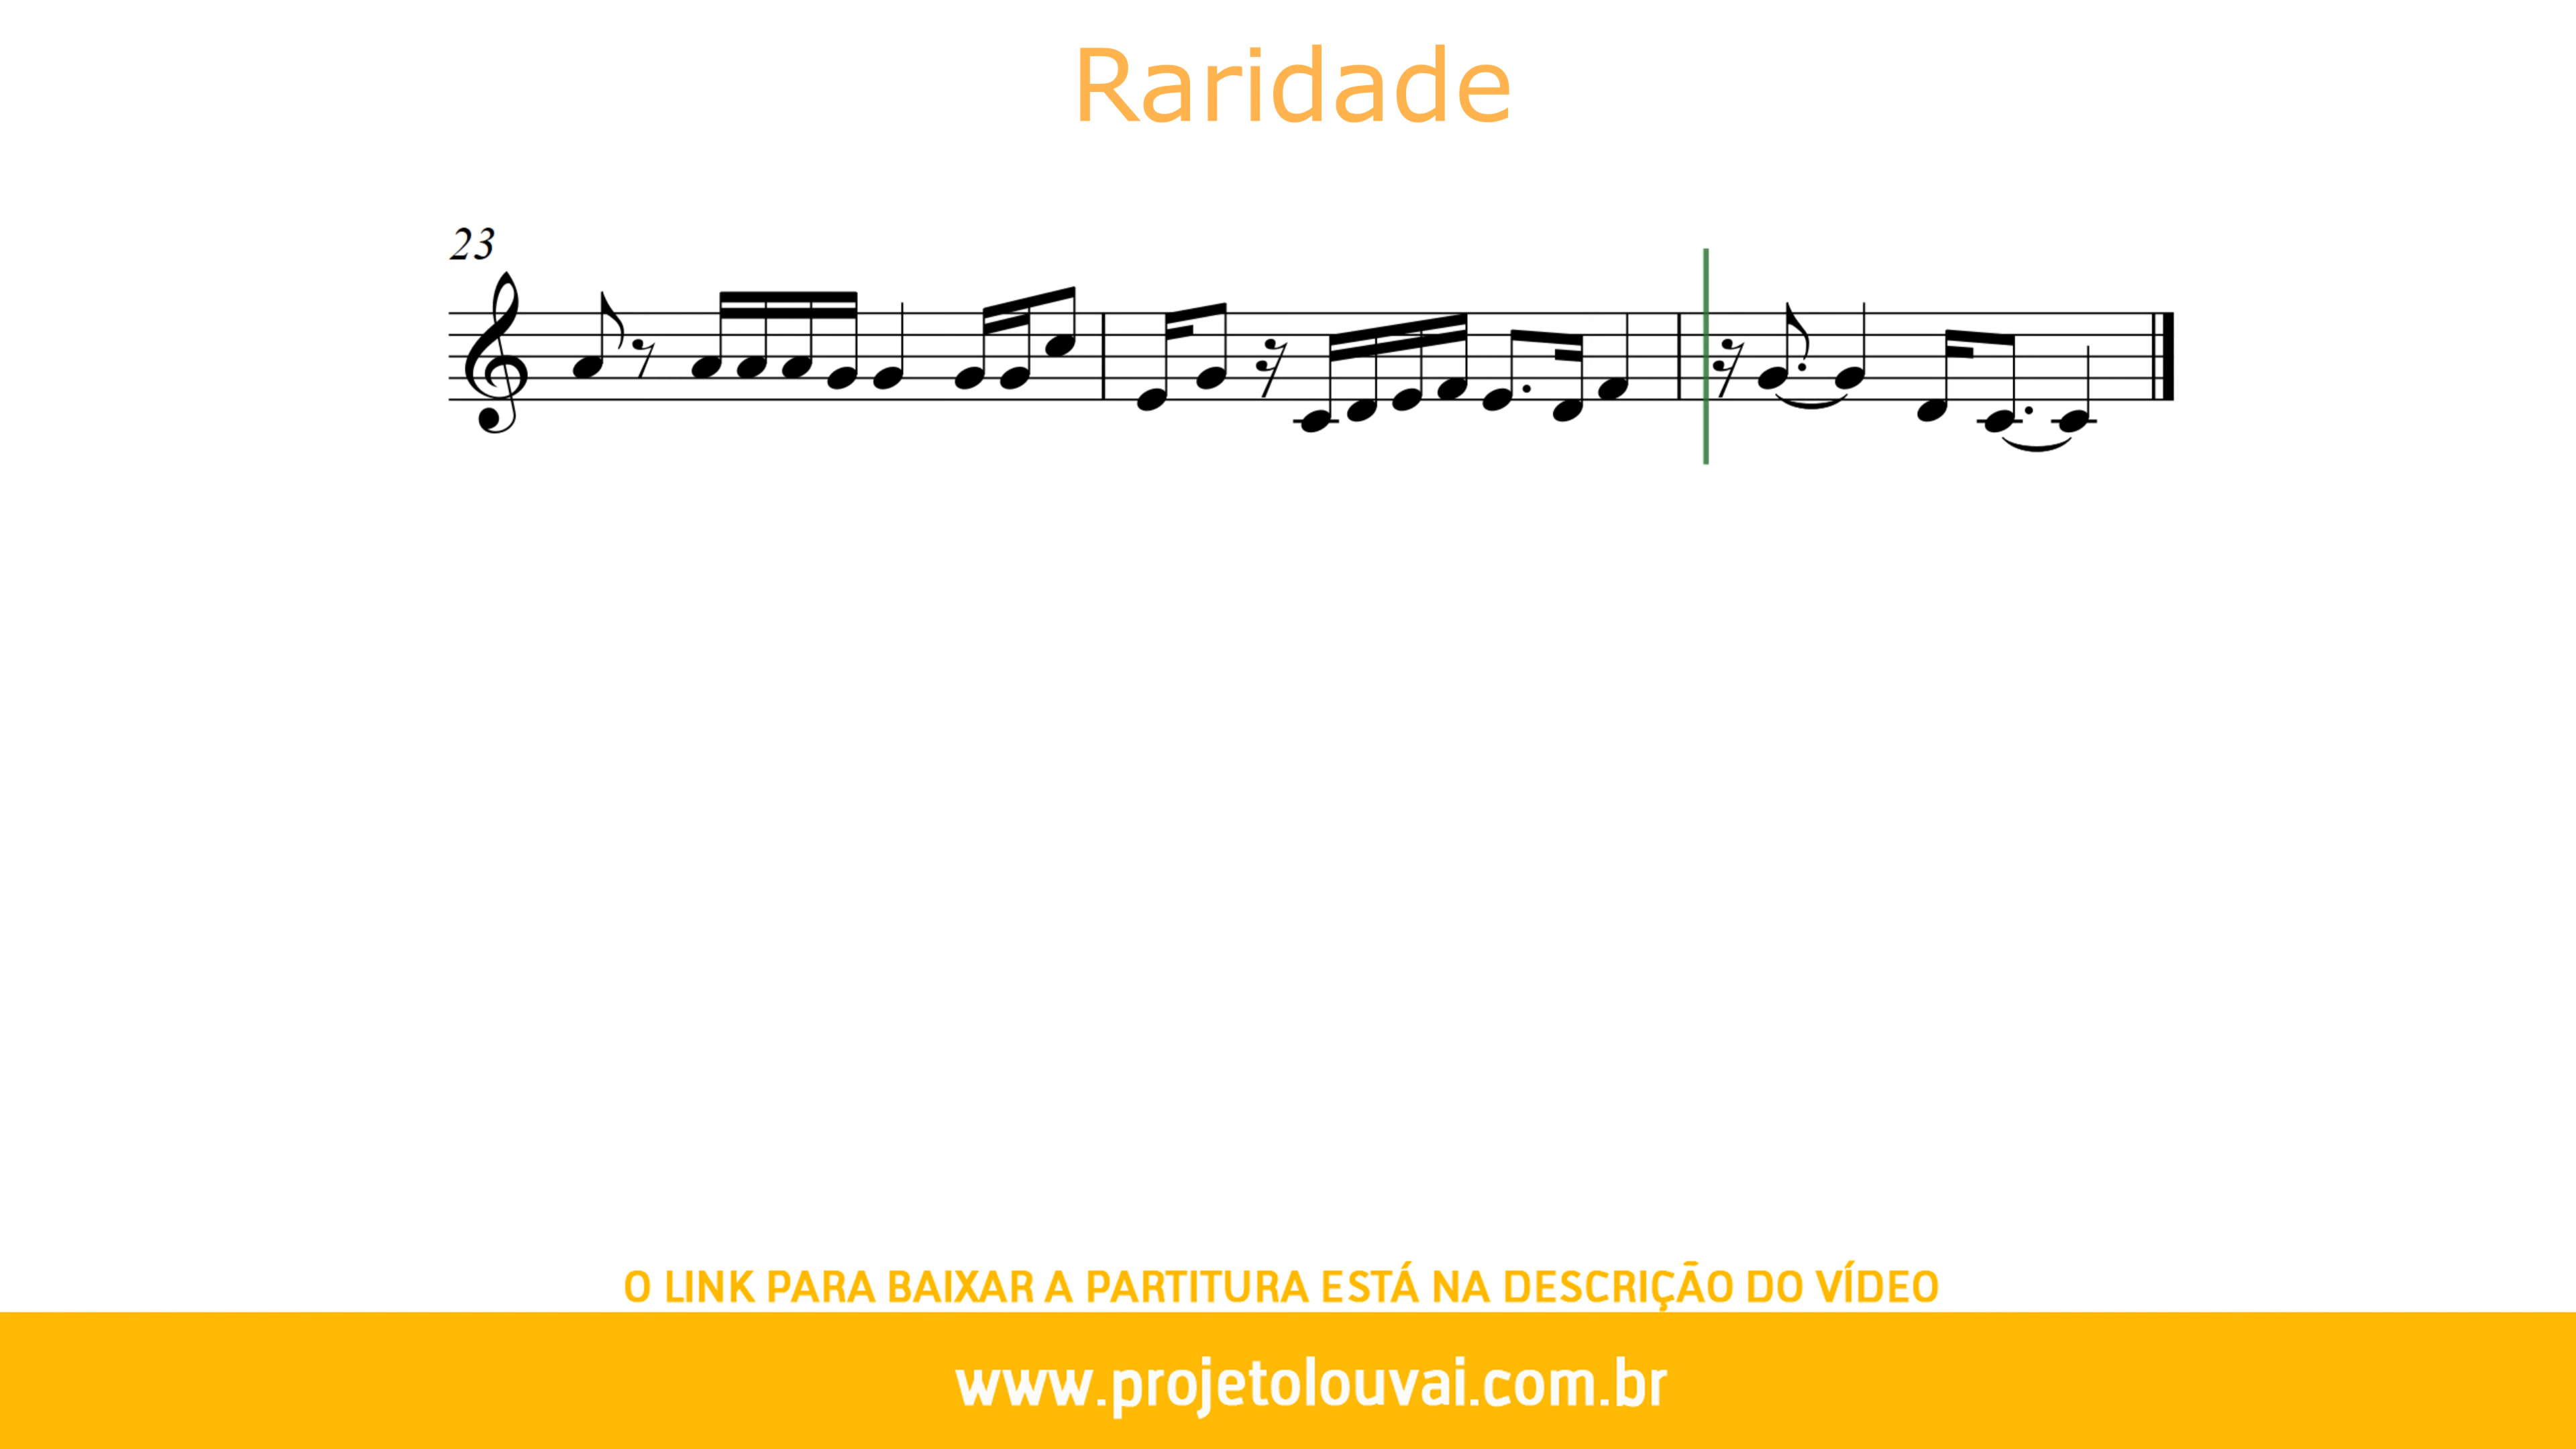 Raridade
23
O LINK PARA BAIXAR A PARTITURA ESTÁ NA DESCRIÇÃO DO VÍDEO
www.projetolouvai.com.br